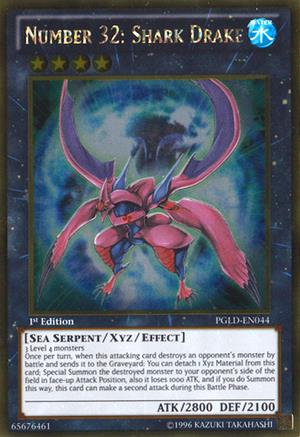 NUMBER 32: SHARK DRAKE
WATER
水
1st Edition
PGLD-EN044
[SEA SERPENT/XYZ/EFFECT]
3 Level 4 monsters
Once per turn, when this attacking card destroys an opponent's monster by
battle and sends it to the Graveyard: You can detach 1 Xyz Material from this
card; Special Summon the destroyed monster to your opponent's side of the
field in face-up Attack Position, also it loses 1000 ATK, and if you do Summon
this way, this card can make a second attack during this Battle Phase.
ATK/2800 DEF/2100
65676461
©1996 KAZUKI TAKAHASHI